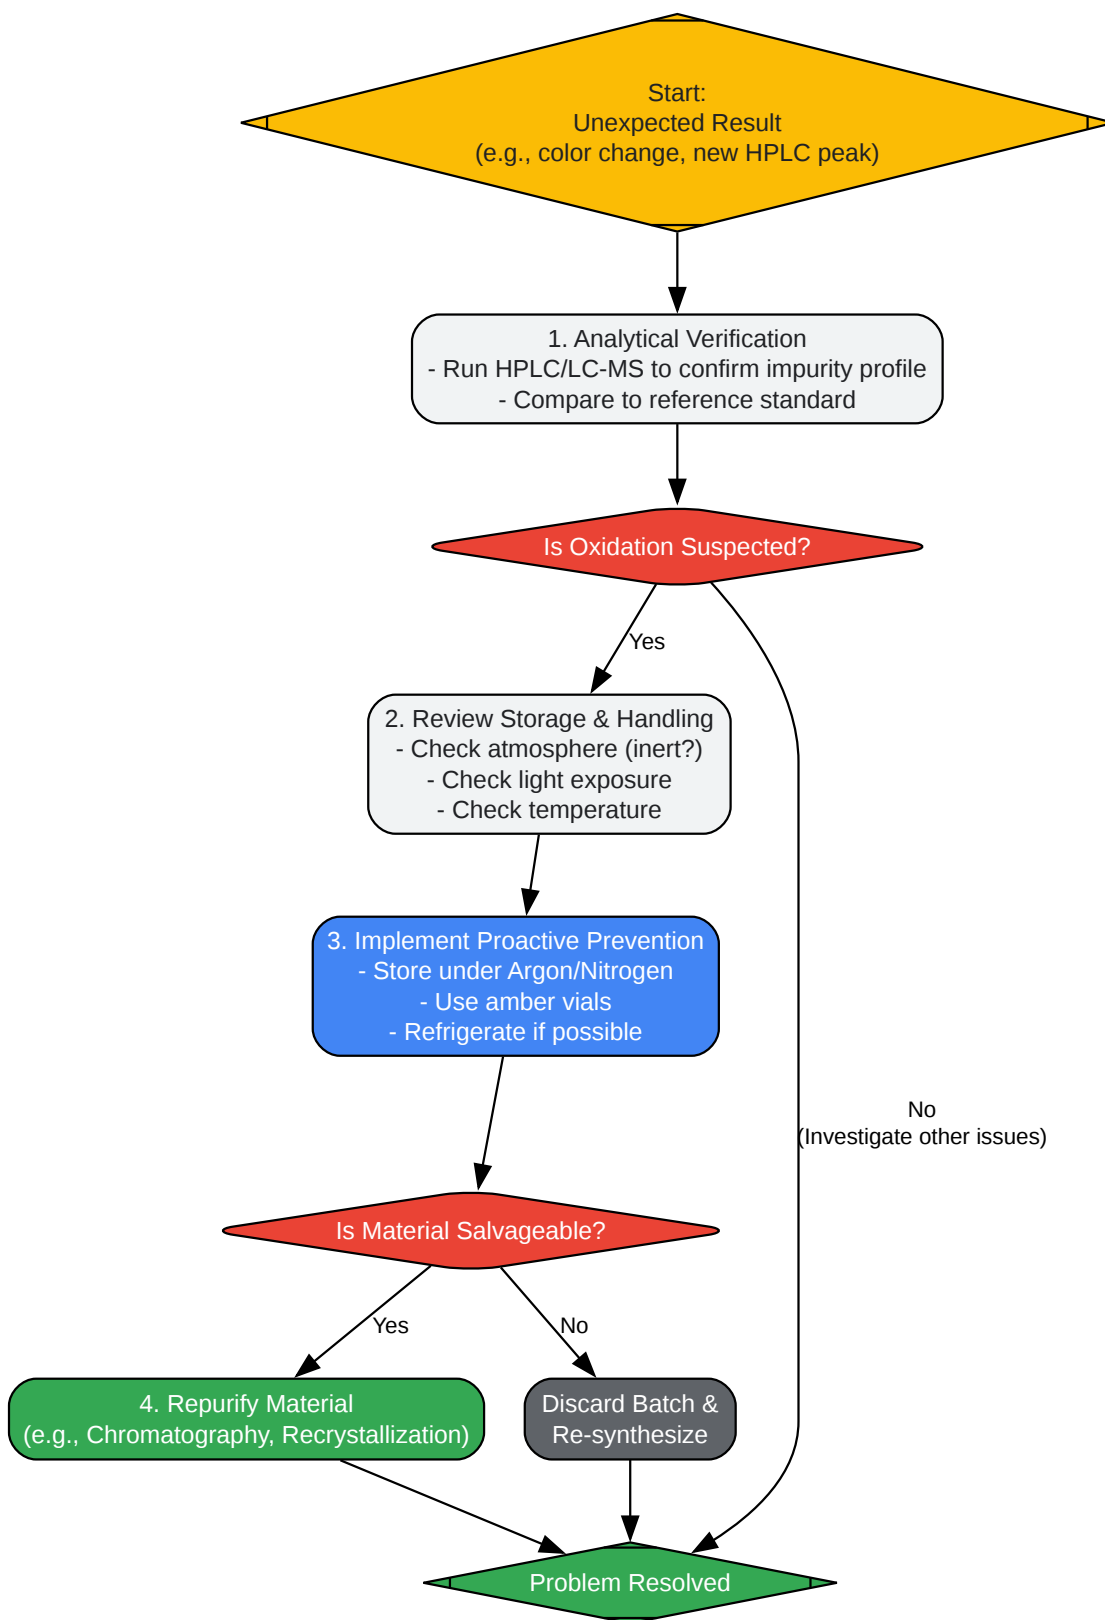 Start:
Unexpected Result
(e.g., color change, new HPLC peak)
1. Analytical Verification
- Run HPLC/LC-MS to confirm impurity profile
- Compare to reference standard
Is Oxidation Suspected?
Yes
2. Review Storage & Handling
- Check atmosphere (inert?)
- Check light exposure
- Check temperature
3. Implement Proactive Prevention
- Store under Argon/Nitrogen
- Use amber vials
- Refrigerate if possible
No
(Investigate other issues)
Is Material Salvageable?
Yes
No
4. Repurify Material
(e.g., Chromatography, Recrystallization)
Discard Batch &
Re-synthesize
Problem Resolved